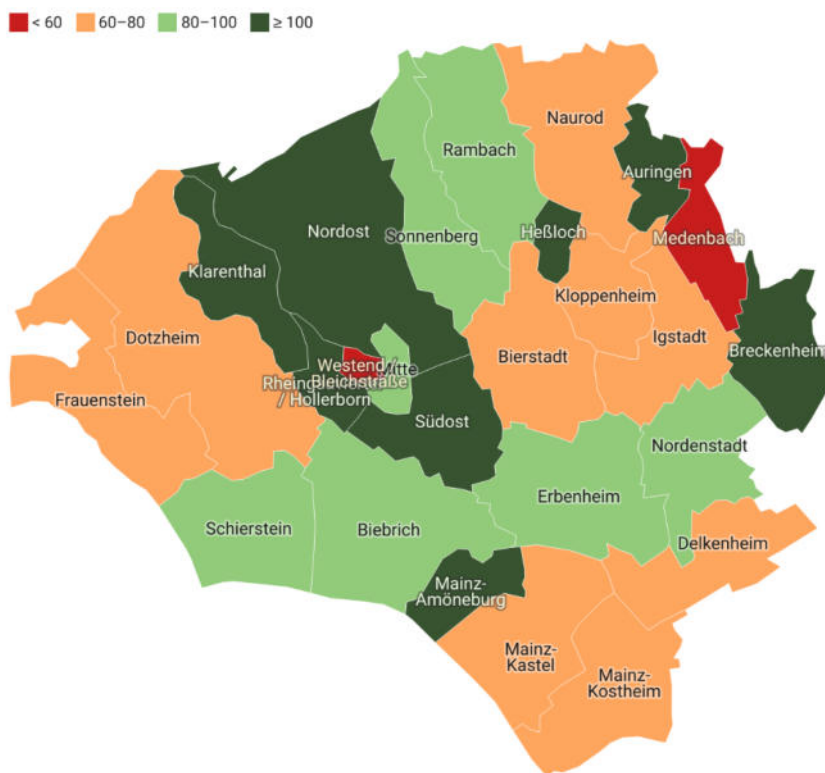 < 60
60–80
80–100
≥ 100
Naurod
Rambach
Auringen
Nordost
Heßloch
Sonnenberg
Medenbach
Klarenthal
Kloppenheim
Dotzheim
Igstadt
Bierstadt
Breckenheim
Westend /
Bleichstraße
Mitte
/ Hollerborn
Frauenstein
Südost
Nordenstadt
Erbenheim
Schierstein
Biebrich
Delkenheim
Mainz-
Amöneburg
Mainz-
Kastel
Mainz-
Kostheim